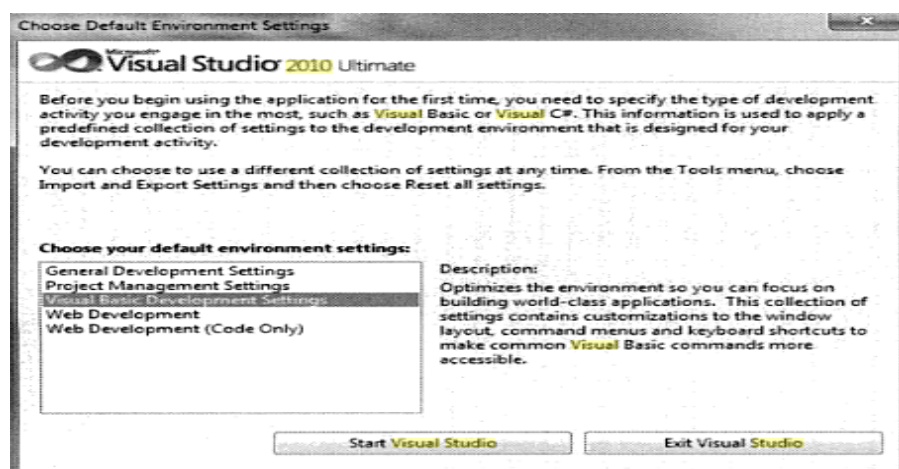 Choose Default Environment Settings
Microsoft
Visual Studio 2010 Ultimate
Before you begin using the application for the first time, you need to specify the type of development
activity you engage in the most, such as Visual Basic or Visual C#. This information is used to apply a
predefined collection of settings to the development environment that is designed for your
development activity.
You can choose to use a different collection of settings at any time. From the Tools menu, choose
Import and Export Settings and then choose Reset all settings.
Choose your default environment settings:
General Development Settings
Project Management Settings
Visual Basic Development Settings
Web Development
Web Development (Code Only)
Description:
Optimizes the environment so you can focus on
building world-class applications. This collection of
settings contains customizations to the window
layout, command menus and keyboard shortcuts to
make common Visual Basic commands more
accessible.
Start Visual Studio
Exit Visual Studio